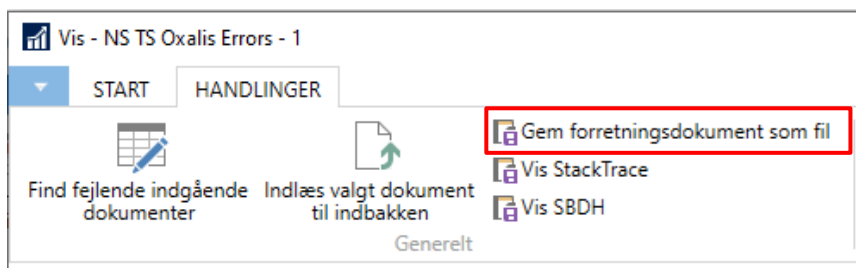 Vis - NS TS Oxalis Errors - 1
START HANDLINGER
Find fejlende indgående
dokumenter
Indlæs valgt dokument
til indbakken
Gem forretningsdokument som fil
Vis StackTrace
Vis SBDH
Generelt